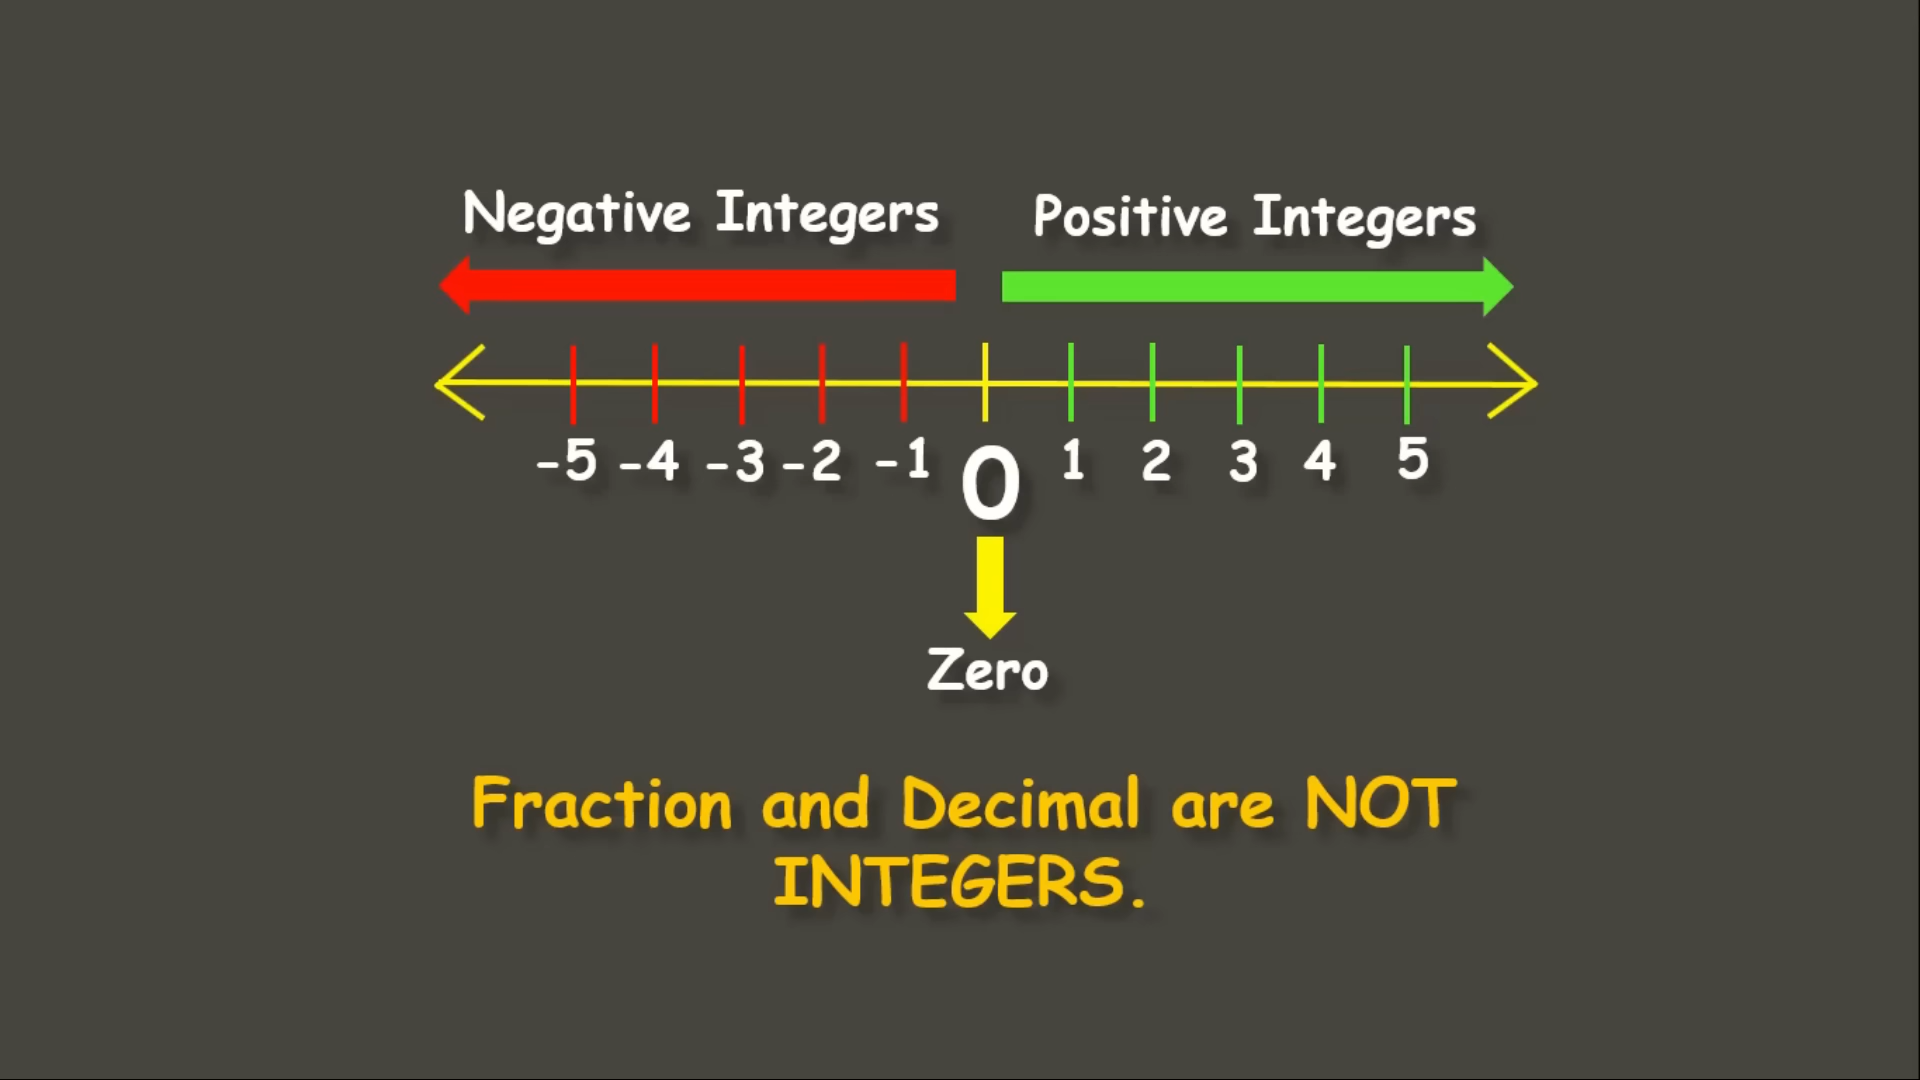 Negative Integers Positive Integers
-5 -4 -3 -2 -1 0 1 2 3 4 5
Zero
Fraction and Decimal are NOT
INTEGERS.